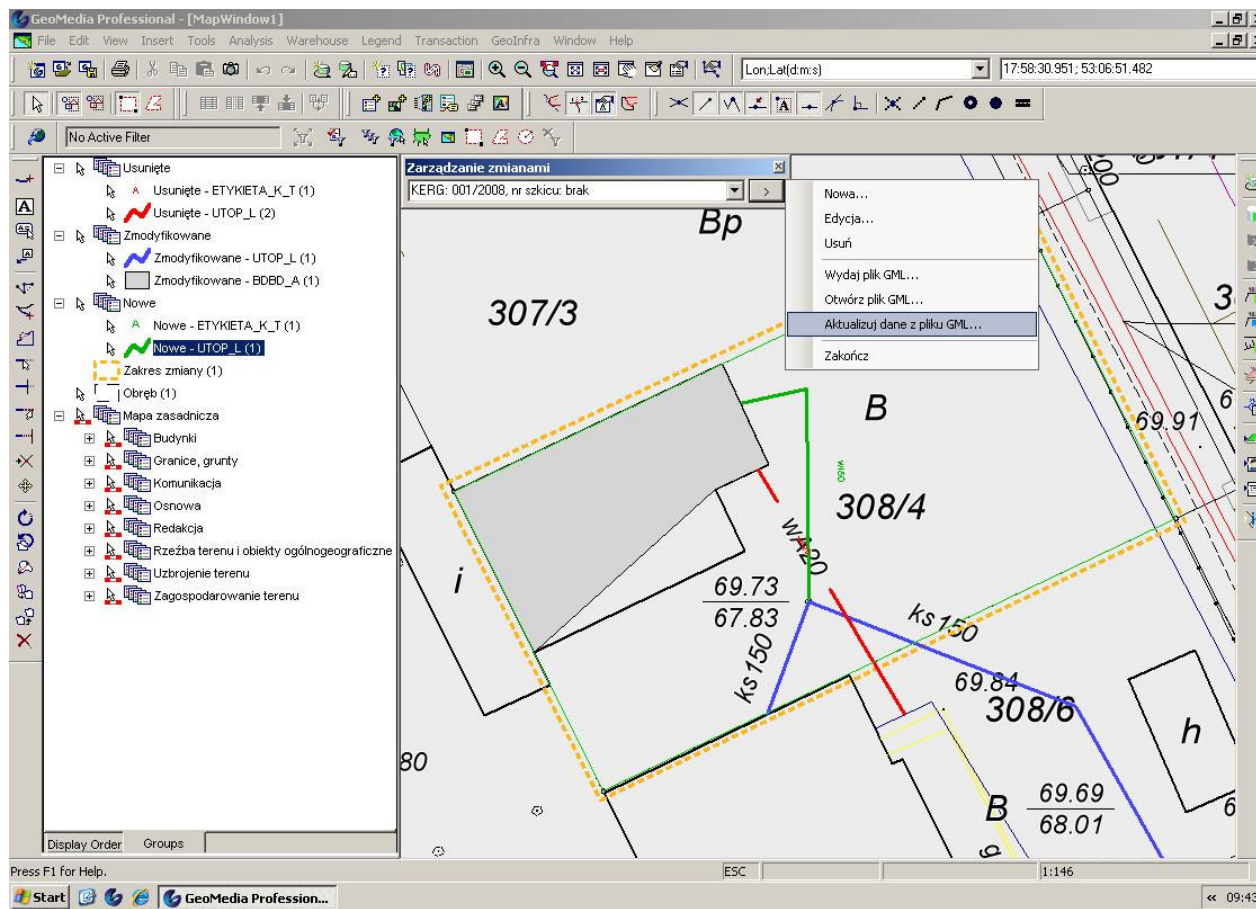 GeoMedia Professional - [MapWindow1]
File Edit View Insert Tools Analysis Warehouse Legend Transaction GeoInfra Window Help
Lon;Lat(d:m:s)
17:58:30.951; 53:06:51.482
No Active Filter
Usunięte
Usunięte - ETYKIETA_K_T (1)
Usunięte - UTOP_L (2)
Zmodyfikowane
Zmodyfikowane - UTOP_L (1)
Zmodyfikowane - BDBD_A (1)
Nowe
Nowe - ETYKIETA_K_T (1)
Nowe - UTOP_L (1)
Zakres zmiany (1)
Obręb (1)
Mapa zasadnicza
Budynki
Granice, grunty
Komunikacja
Osnowa
Redakcja
Rzeźba terenu i obiekty ogólnogeograficzne
Uzbrojenie terenu
Zagospodarowanie terenu
Display Order Groups
Zarządzanie zmianami
KERG: 001/2008, nr szkicu: brak
>
Nowa...
Edycja...
Usuń
Wydaj plik GML...
Otwórz plik GML...
Aktualizuj dane z pliku GML...
Zakończ
Bp
307/3
B
69.91
308/4
i
69.73
67.83
ks150
ks150
69.84
308/6
h
80
B
69.69
68.01
g
Press F1 for Help.
ESC
1:146
Start
GeoMedia Profession...
09:43